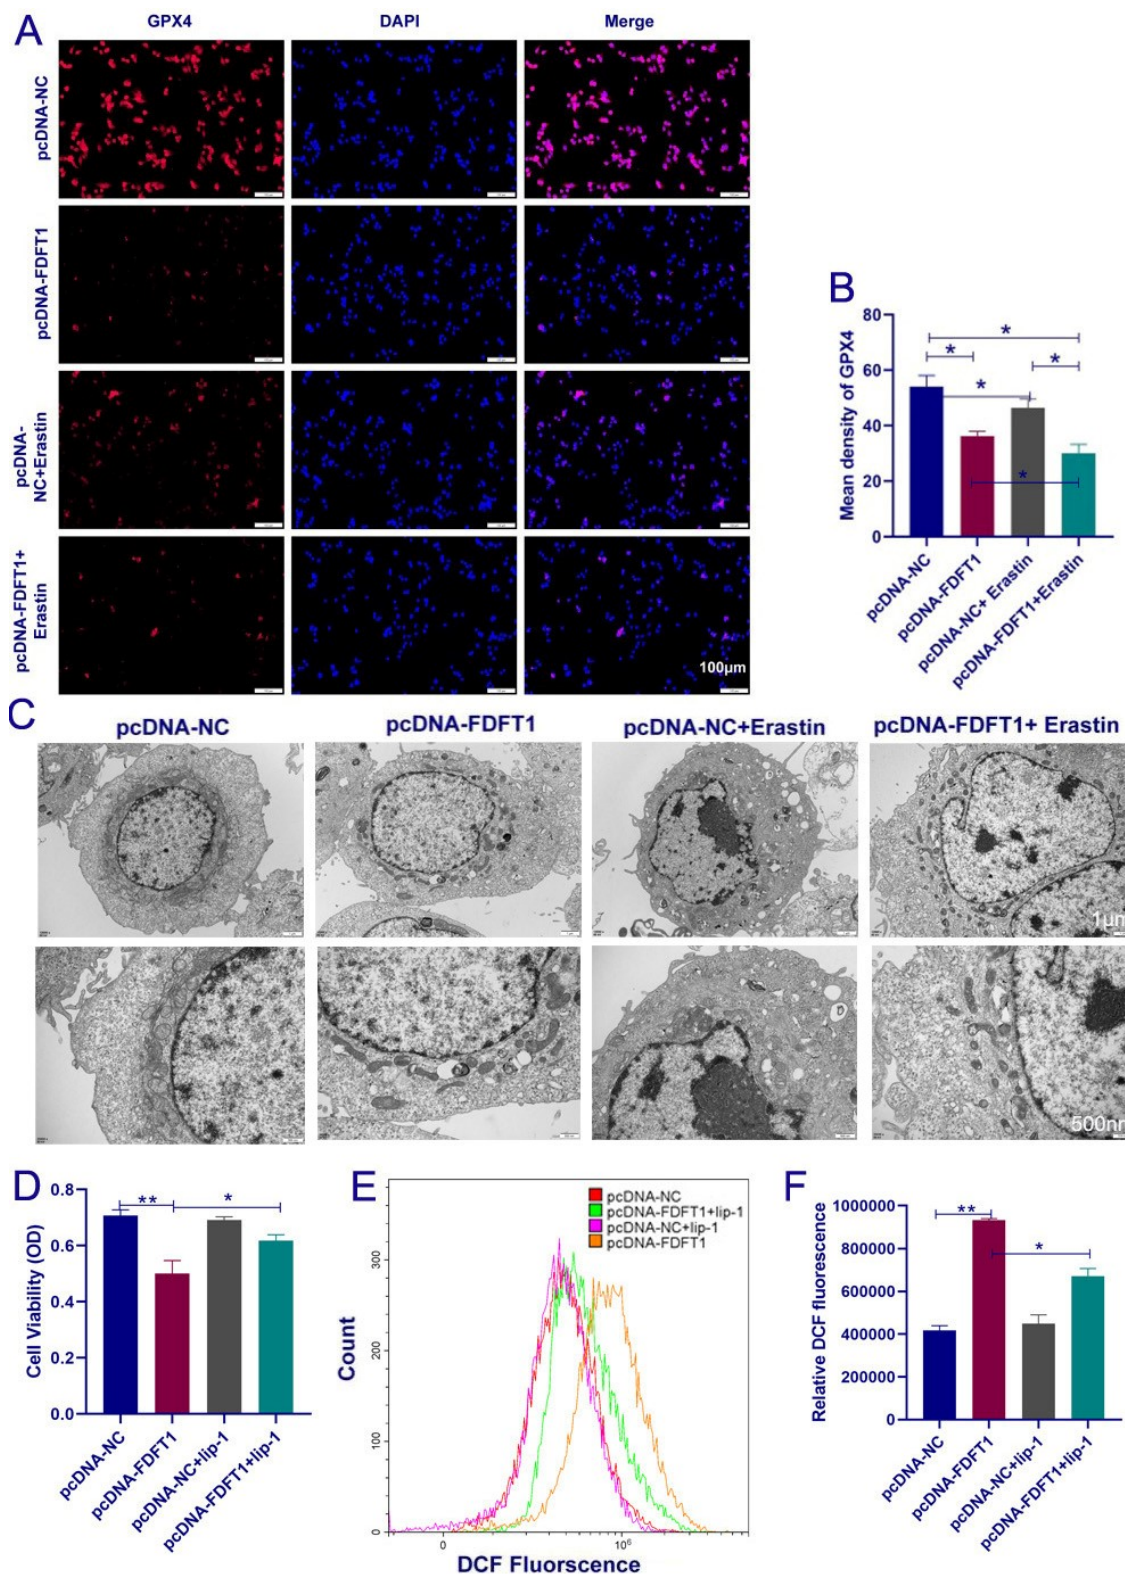 A
GPX4
DAPI
Merge
pcDNA-NC
pcDNA-FDFT1
pcDNA-
NC+Erastin
pcDNA-FDFT1+
Erastin
100μm
B
Mean density of GPX4
80
60
40
20
0
*
*
*
*
*
pcDNA-NC
pcDNA-FDFT1
pcDNA-NC+ Erastin
pcDNA-FDFT1+Erastin
C
pcDNA-NC
pcDNA-FDFT1
pcDNA-NC+Erastin
pcDNA-FDFT1+ Erastin
1μm
500nm
D
Cell Viability (OD)
0.8
0.6
0.4
0.2
0.0
**
*
pcDNA-NC
pcDNA-FDFT1
pcDNA-NC+lip-1
pcDNA-FDFT1+lip-1
E
pcDNA-NC
pcDNA-FDFT1+lip-1
pcDNA-NC+lip-1
pcDNA-FDFT1
Count
300
200
100
0
0
10⁶
DCF Fluorscence
F
Relative DCF fluorescence
1000000
800000
600000
400000
200000
0
**
*
pcDNA-NC
pcDNA-FDFT1
pcDNA-NC+lip-1
pcDNA-FDFT1+lip-1